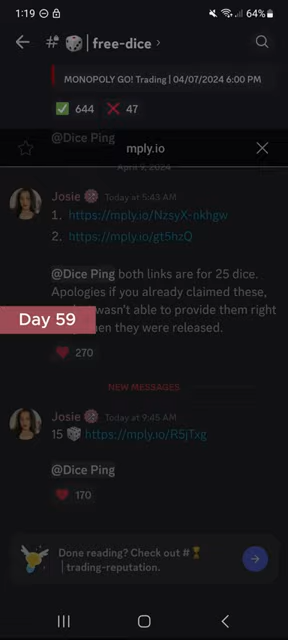 1:19
64%
# | free-dice >
MONOPOLY GO! Trading | 04/07/2024 6:00 PM
644
47
@Dice Ping
mply.io
April 9, 2024
Josie Today at 5:43 AM
1. https://mply.io/NzsyX-nkhgw
2. https://mply.io/gt5hzQ
@Dice Ping both links are for 25 dice.
Apologies if you already claimed these,
wasn't able to provide them right
Day 59
hen they were released.
270
NEW MESSAGES
Josie Today at 9:45 AM
15 https://mply.io/R5jTxg
@Dice Ping
170
Done reading? Check out #
| trading-reputation.